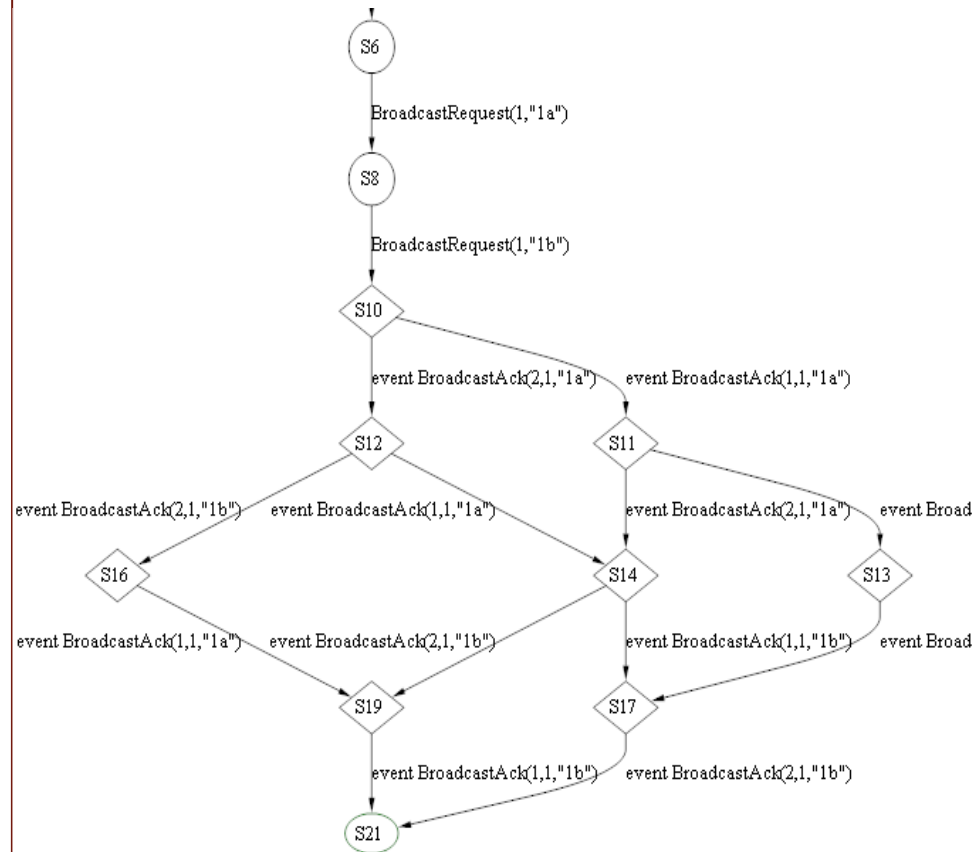 S6
BroadcastRequest(1,"1a")
S8
BroadcastRequest(1,"1b")
S10
event BroadcastAck(2,1,"1a")
event BroadcastAck(1,1,"1a")
S12
S11
event BroadcastAck(2,1,"1b")
event BroadcastAck(1,1,"1a")
event BroadcastAck(2,1,"1a")
event Broad
S16
S14
S13
event BroadcastAck(1,1,"1a")
event BroadcastAck(2,1,"1b")
event BroadcastAck(1,1,"1b")
event Broad
S19
S17
event BroadcastAck(1,1,"1b")
event BroadcastAck(2,1,"1b")
S21